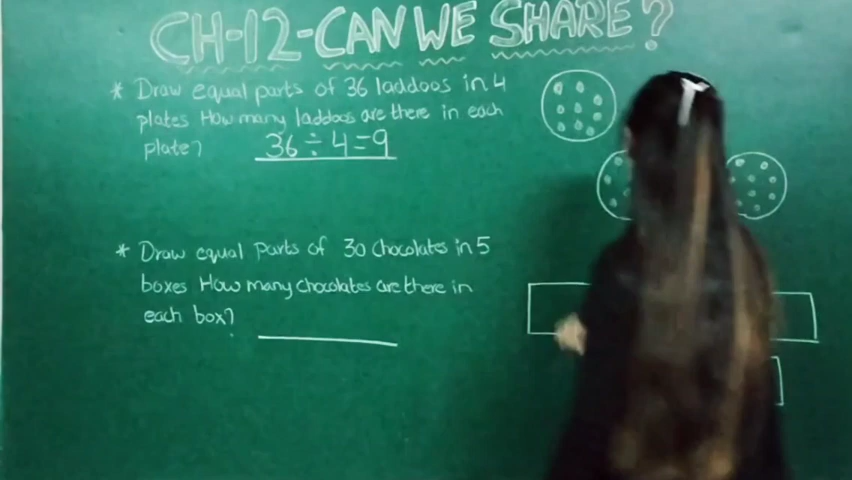 CH-12-CAN WE SHARE?
* Draw equal parts of 36 laddoos in 4
plates How many laddoos are there in each
plate? 36 ÷ 4 = 9
* Draw equal parts of 30 chocolates in 5
boxes How many chocolates are there in
each box?